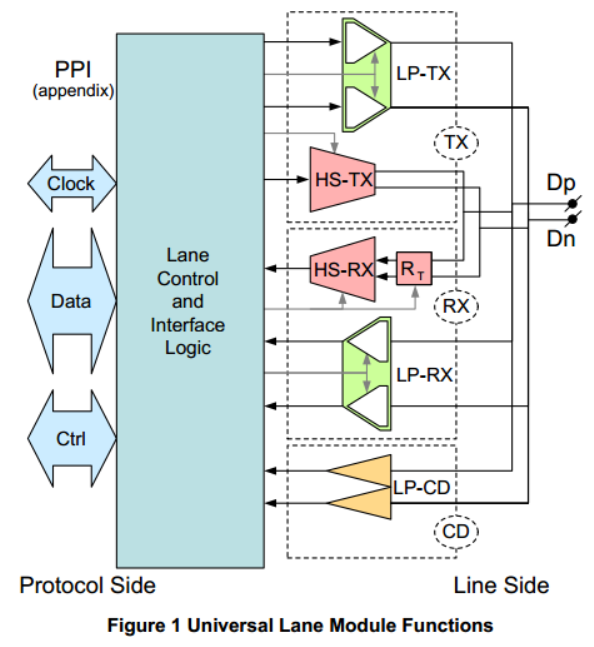 PPI
(appendix)
Clock
Data
Ctrl
Lane
Control
and
Interface
Logic
LP-TX
TX
HS-TX
Dp
Dn
HS-RX
RT
RX
LP-RX
LP-CD
CD
Protocol Side
Line Side
Figure 1 Universal Lane Module Functions